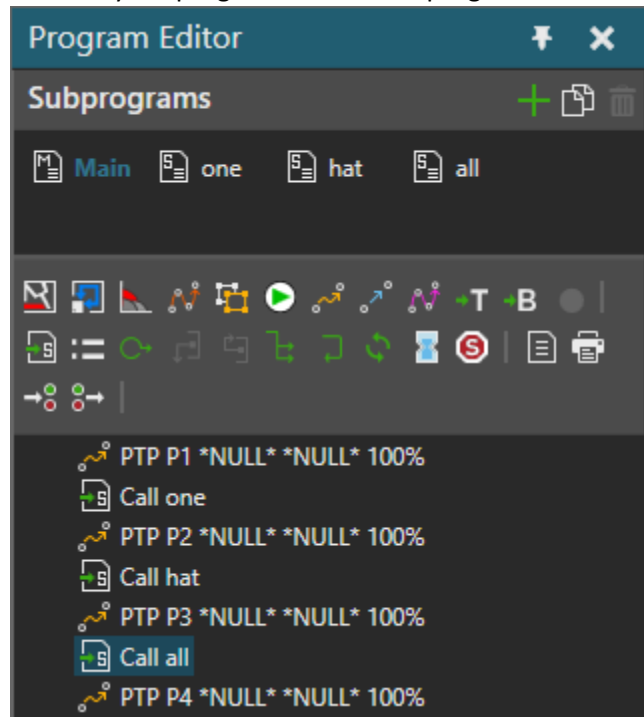 Program Editor
Subprograms
M Main S one S hat S all
T B
S S
PTP P1 *NULL* *NULL* 100%
S Call one
PTP P2 *NULL* *NULL* 100%
S Call hat
PTP P3 *NULL* *NULL* 100%
S Call all
PTP P4 *NULL* *NULL* 100%